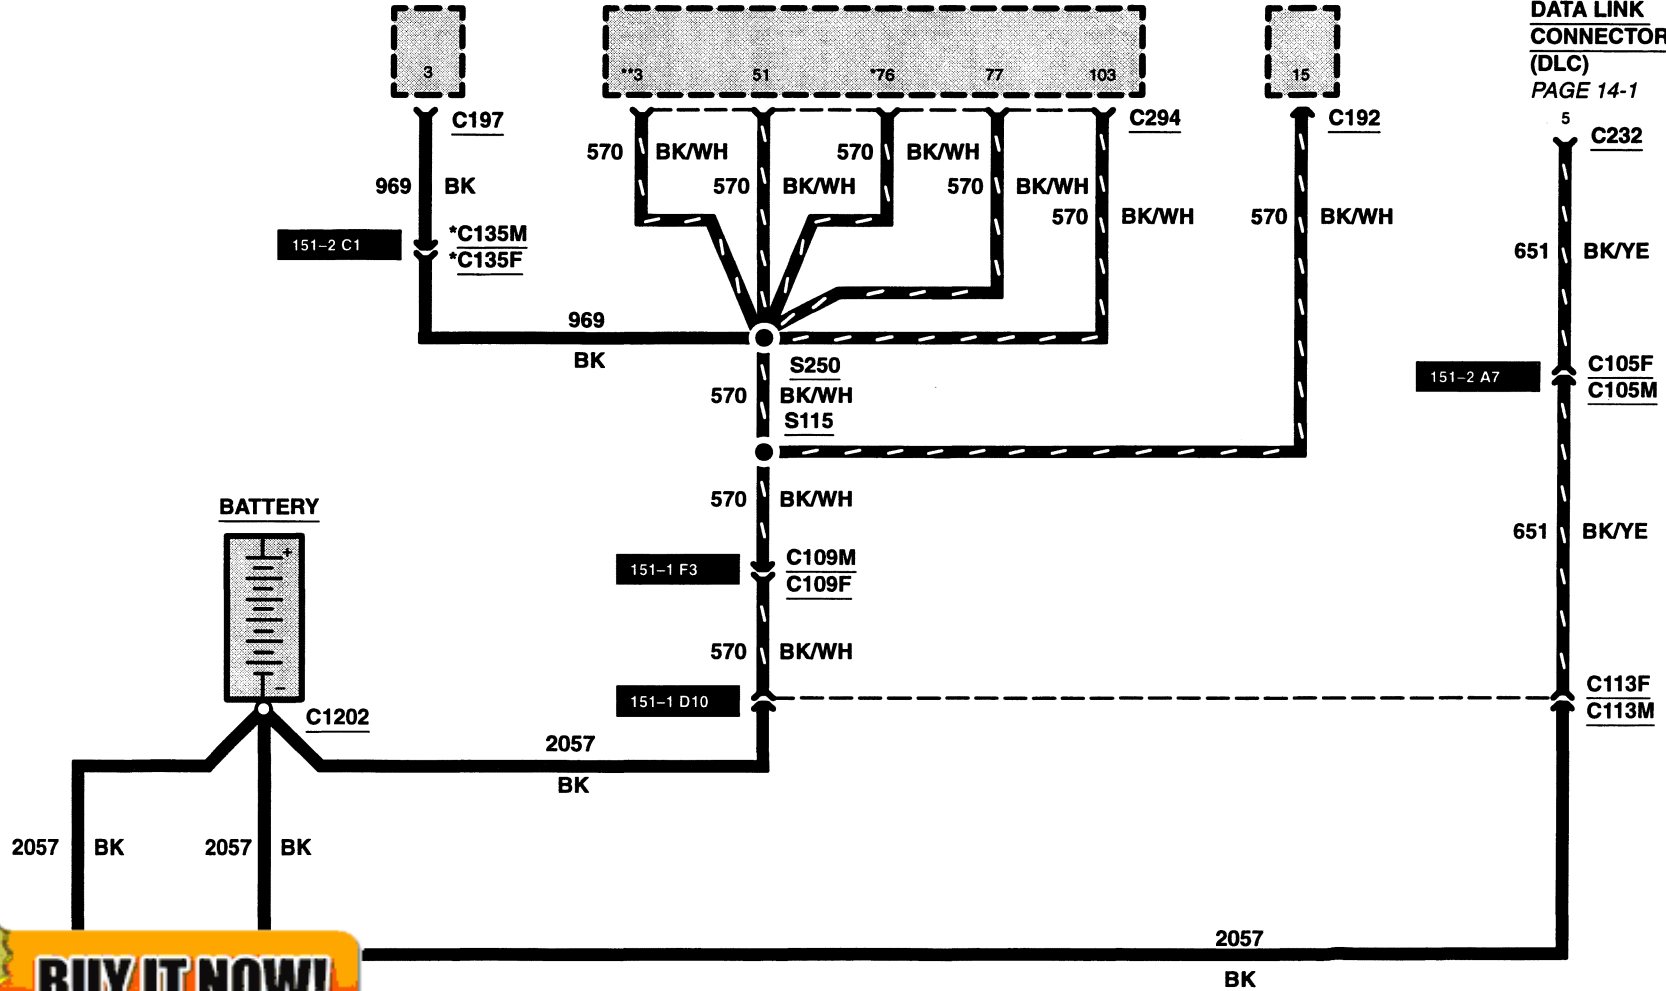 DATA LINK
CONNECTOR
(DLC)
PAGE 14-1
3
**3 51 *76 77 103
15
5
C197
C294
C192
C232
570 BK/WH
570 BK/WH
570 BK/WH
570 BK/WH
570 BK/WH
570 BK/WH
969 BK
151-2 C1
*C135M
*C135F
651 BK/YE
969
BK
S250
570 BK/WH
S115
151-2 A7
C105F
C105M
570 BK/WH
BATTERY
+
-
651 BK/YE
151-1 F3
C109M
C109F
570 BK/WH
151-1 D10
C113F
C113M
C1202
2057
BK
2057 BK
2057 BK
2057
BK
BUY IT NOW!